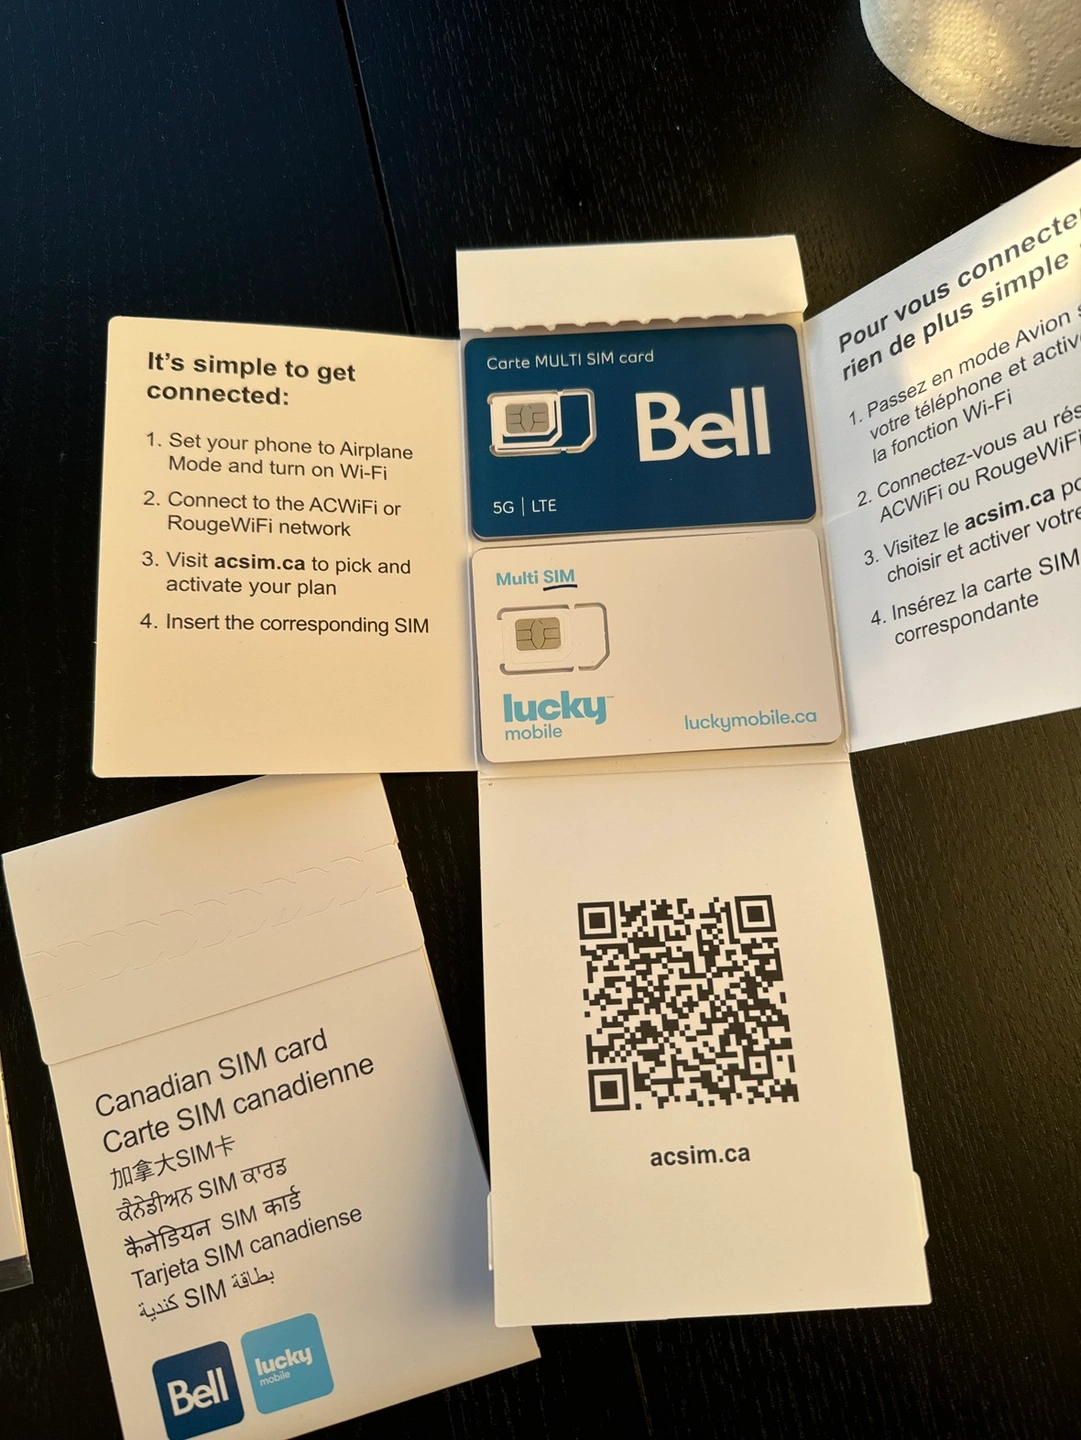 It's simple to get
connected:
1. Set your phone to Airplane
Mode and turn on Wi-Fi
2. Connect to the ACWiFi or
RougeWiFi network
3. Visit acsim.ca to pick and
activate your plan
4. Insert the corresponding SIM
Carte MULTI SIM card
Bell
5G | LTE
Multi SIM
lucky
mobile
luckymobile.ca
Pour vous connecter
rien de plus simple
1. Passez en mode Avion
votre téléphone et
la fonction Wi-Fi
2. Connectez-vous au
ACWiFi ou RougeWiFi
3. Visitez le acsim.ca
choisir et activer votre
4. Insérez la carte SIM
correspondante
acsim.ca
Canadian SIM card
Carte SIM canadienne
加拿大SIM卡
ਕੈਨੇਡੀਅਨ SIM ਕਾਰਡ
कैनेडियन SIM कार्ड
Tarjeta SIM canadiense
بطاقة SIM كندية
Bell
lucky
mobile